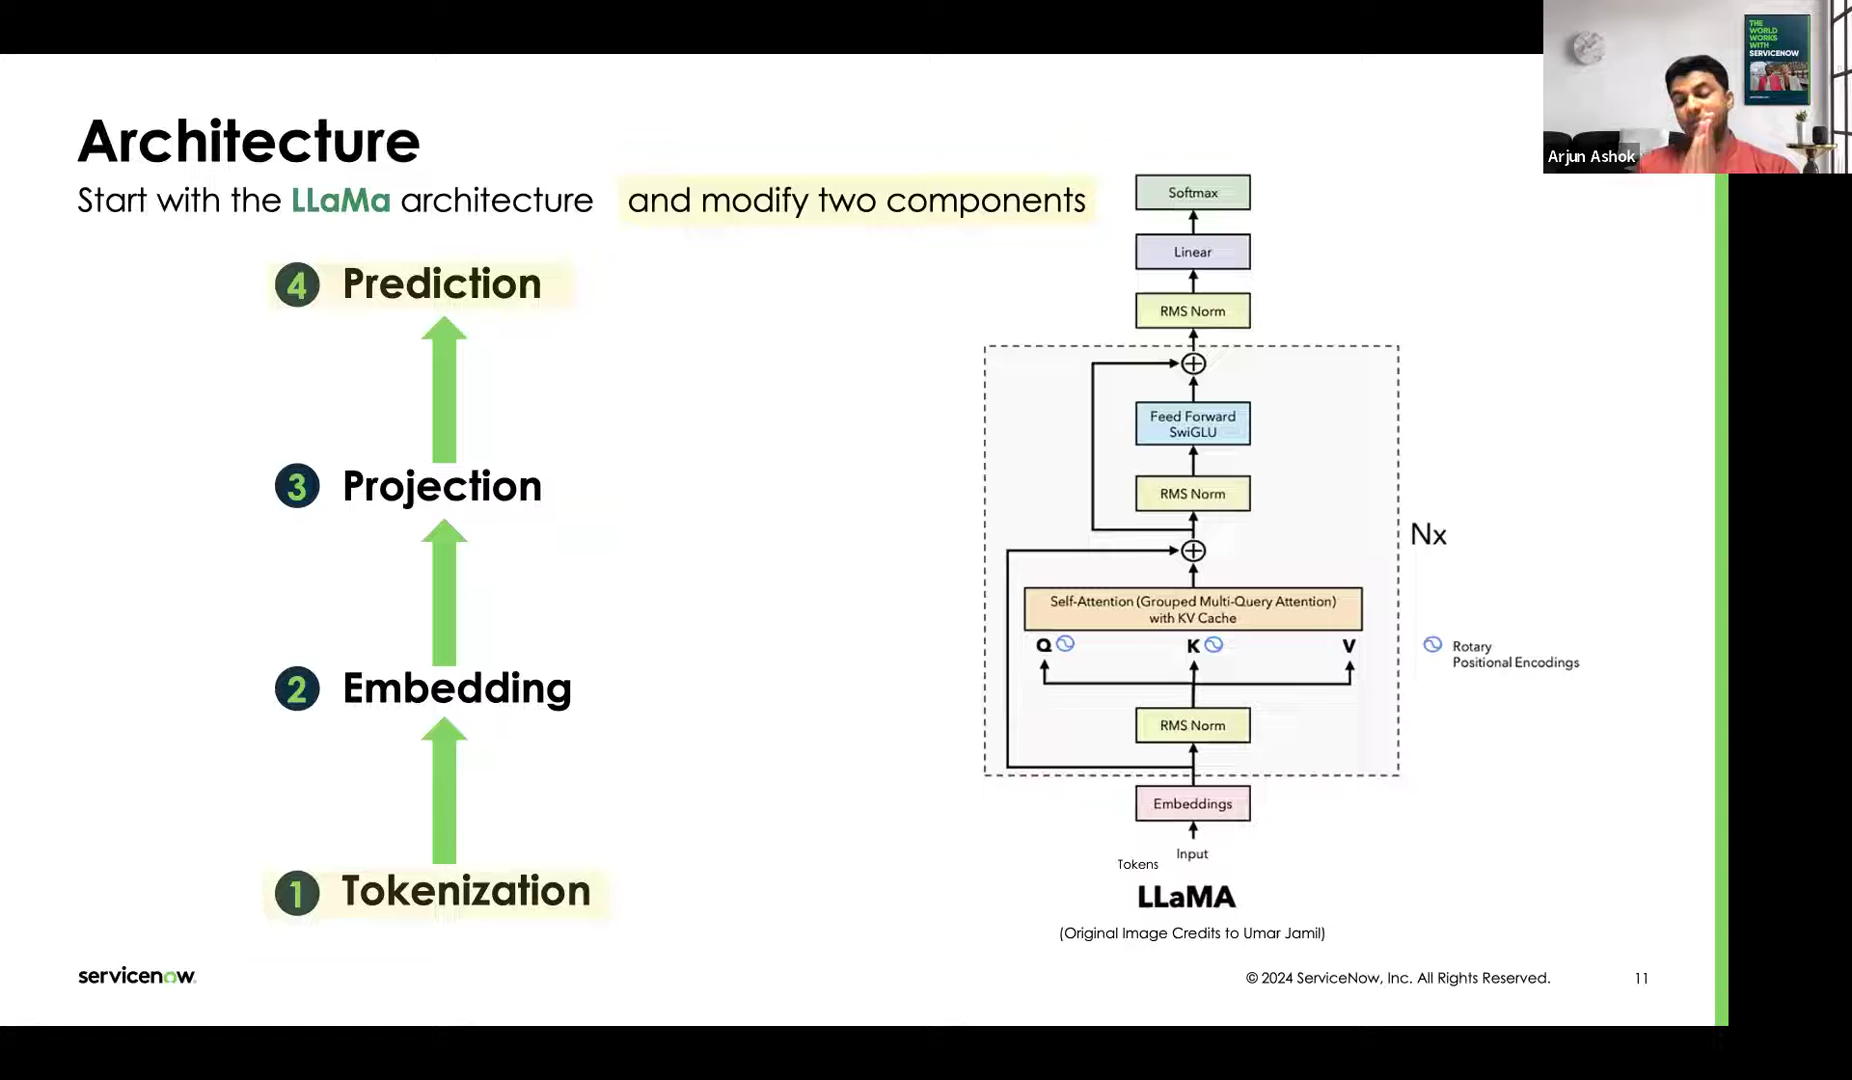 Architecture
Start with the LLaMa architecture and modify two components
4 Prediction
3 Projection
2 Embedding
1 Tokenization
Softmax
Linear
RMS Norm
Feed Forward
SwiGLU
RMS Norm
Nx
Self-Attention (Grouped Multi-Query Attention)
with KV Cache
Q K V
Rotary
Positional Encodings
RMS Norm
Embeddings
Input
Tokens
LLaMA
(Original Image Credits to Umar Jamil)
servicenow
© 2024 ServiceNow, Inc. All Rights Reserved.
11
THE
WORLD
WORKS
WITH
SERVICENOW
Arjun Ashok